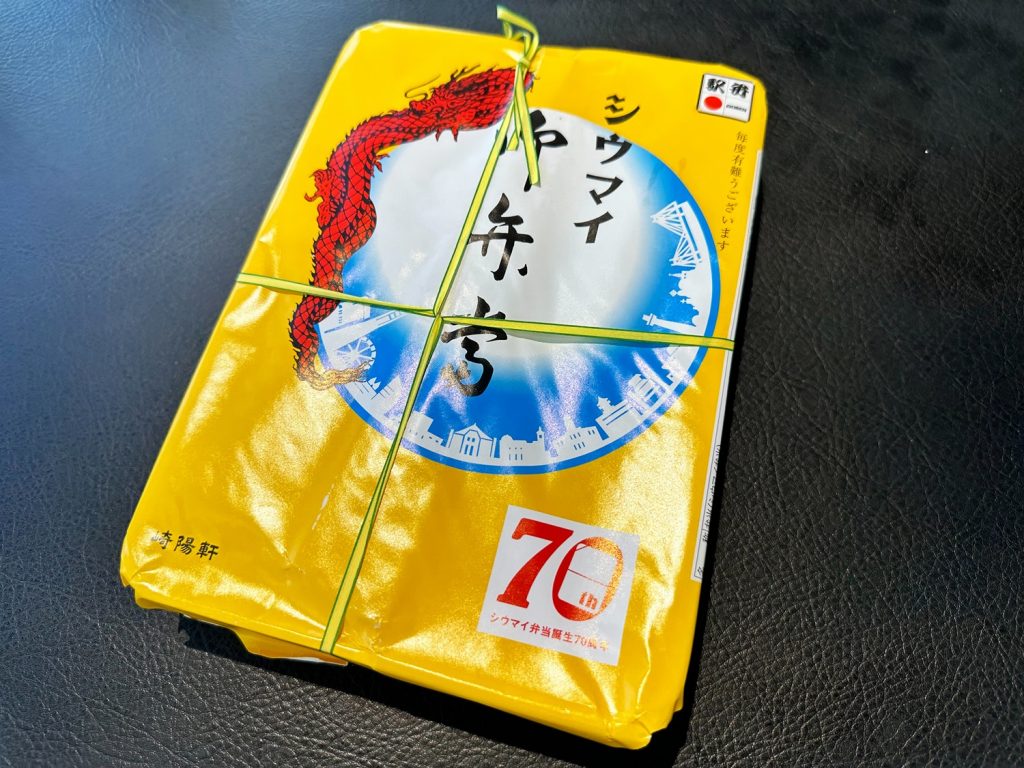 シウマイ
御弁當
駅弁
毎度有難うございます
崎陽軒
70th
シウマイ弁当誕生70周年